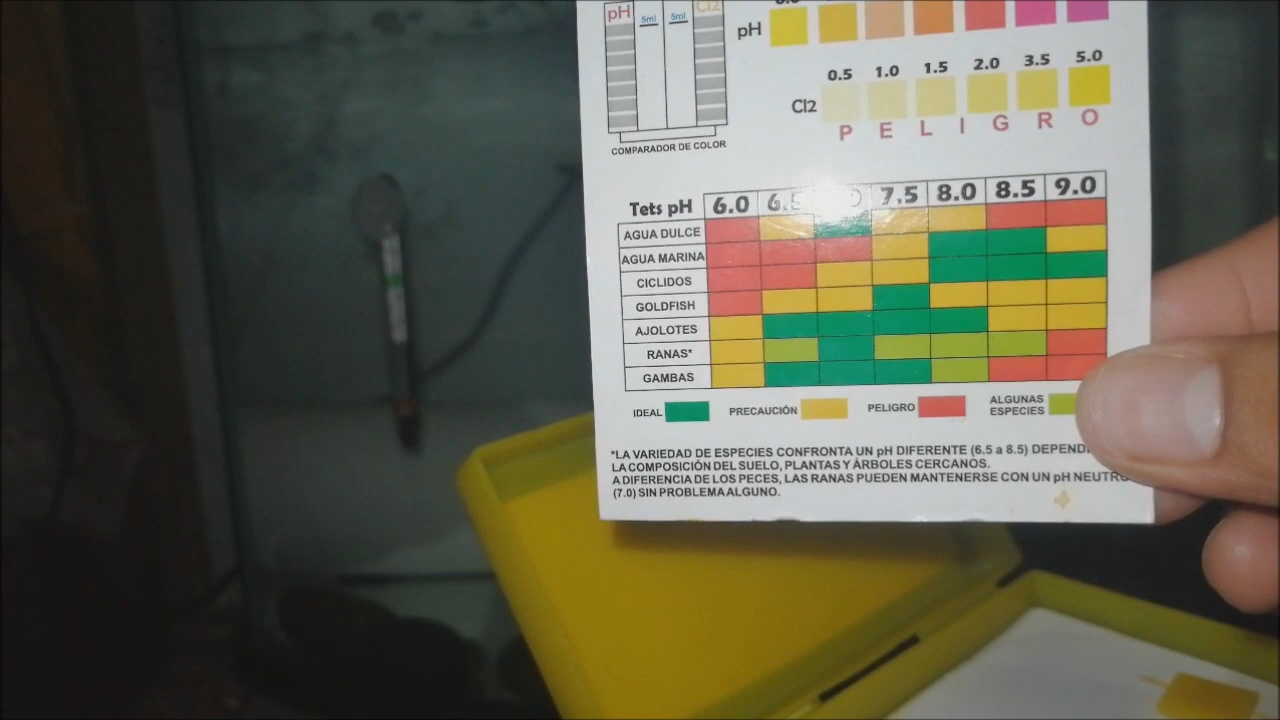 pH 5ml 5ml Cl2
pH
0.5 1.0 1.5 2.0 3.5 5.0
Cl2
P E L I G R O
COMPARADOR DE COLOR
Tets pH 6.0 6.5 7.5 8.0 8.5 9.0
AGUA DULCE
AGUA MARINA
CICLIDOS
GOLDFISH
AJOLOTES
RANAS*
GAMBAS
IDEAL PRECAUCIÓN PELIGRO ALGUNAS
ESPECIES
*LA VARIEDAD DE ESPECIES CONFRONTA UN pH DIFERENTE (6.5 a 8.5)
LA COMPOSICIÓN DEL SUELO, PLANTAS Y ÁRBOLES CERCANOS.
A DIFERENCIA DE LOS PECES, LAS RANAS PUEDEN MANTENERSE CON UN pH NEUTRO
(7.0) SIN PROBLEMA ALGUNO.